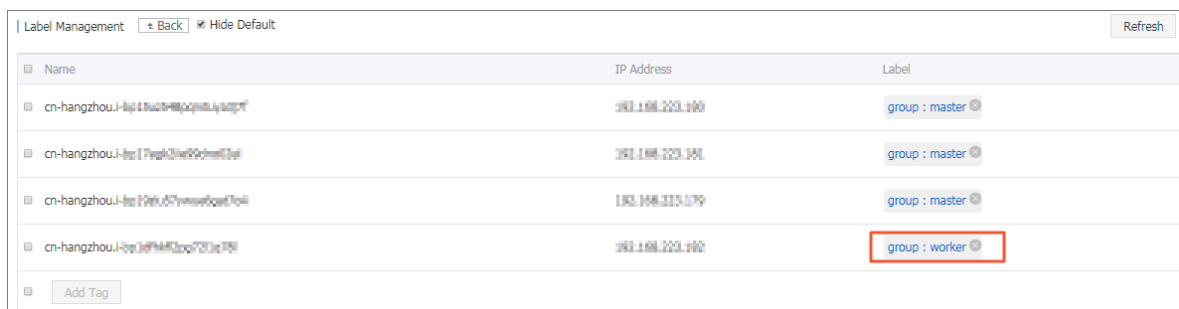 Label Management Back Hide Default Refresh
Name IP Address Label
cn-hangzhou.i- group : master
cn-hangzhou.i- group : master
cn-hangzhou.i- group : master
cn-hangzhou.i- group : worker
Add Tag